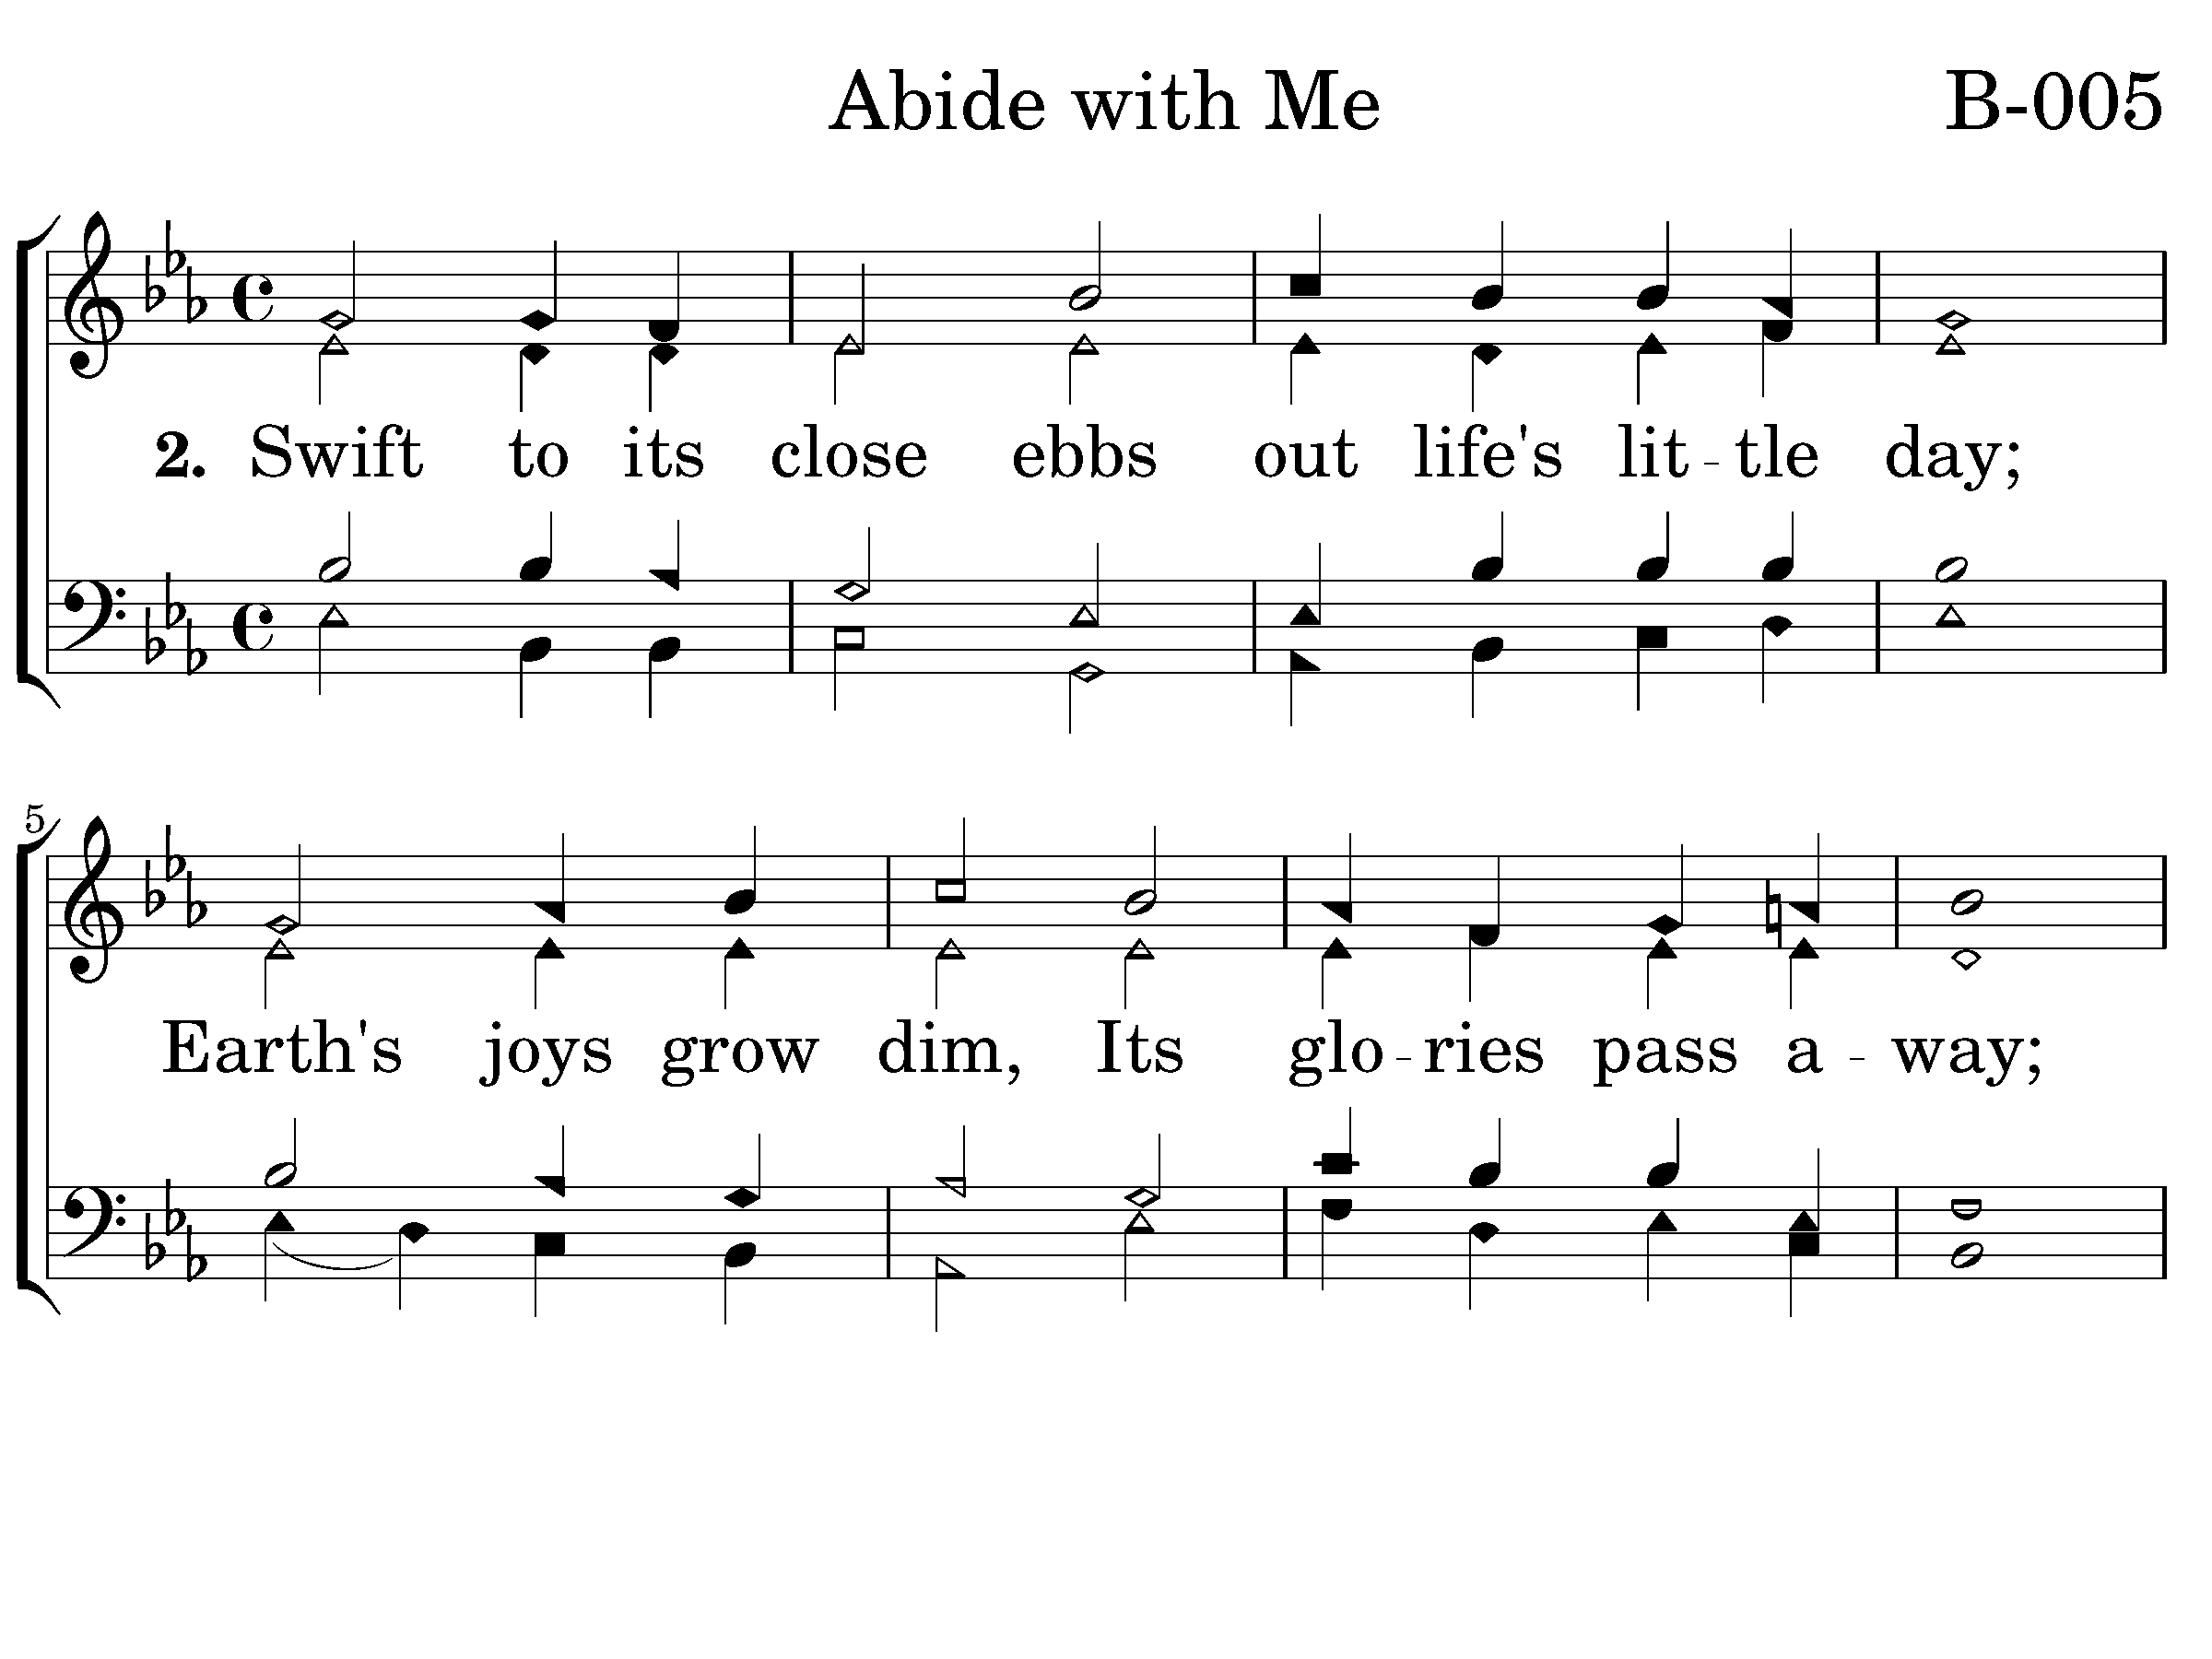 Abide with Me B-005
2. Swift to its close ebbs out life's lit - tle day;
5
Earth's joys grow dim, Its glo - ries pass a - way;